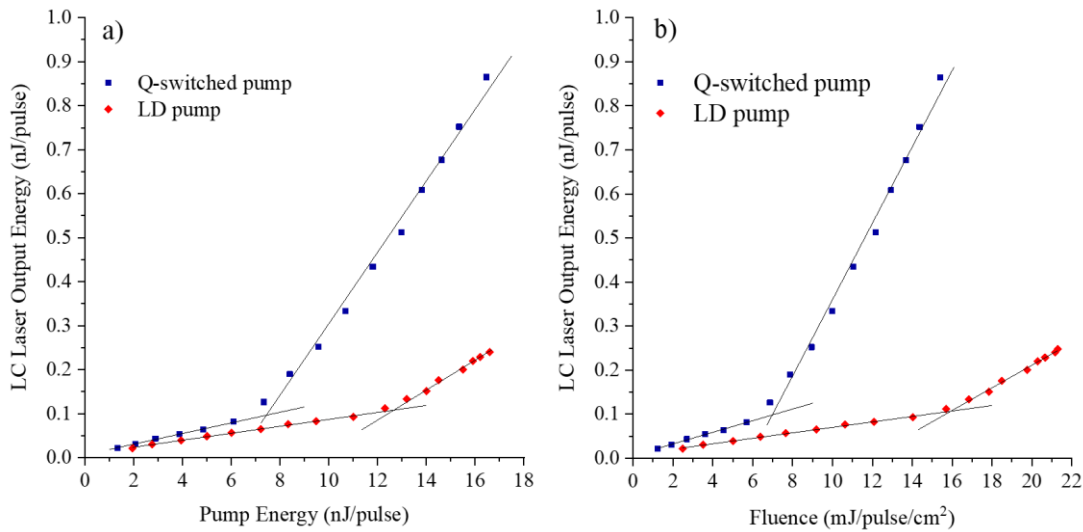 a)
Q-switched pump
LD pump
LC Laser Output Energy (nJ/pulse)
1.0
0.9
0.8
0.7
0.6
0.5
0.4
0.3
0.2
0.1
0.0
0 2 4 6 8 10 12 14 16 18
Pump Energy (nJ/pulse)
b)
Q-switched pump
LD pump
LC Laser Output Energy (nJ/pulse)
1.0
0.9
0.8
0.7
0.6
0.5
0.4
0.3
0.2
0.1
0.0
0 2 4 6 8 10 12 14 16 18 20 22
Fluence (mJ/pulse/cm²)